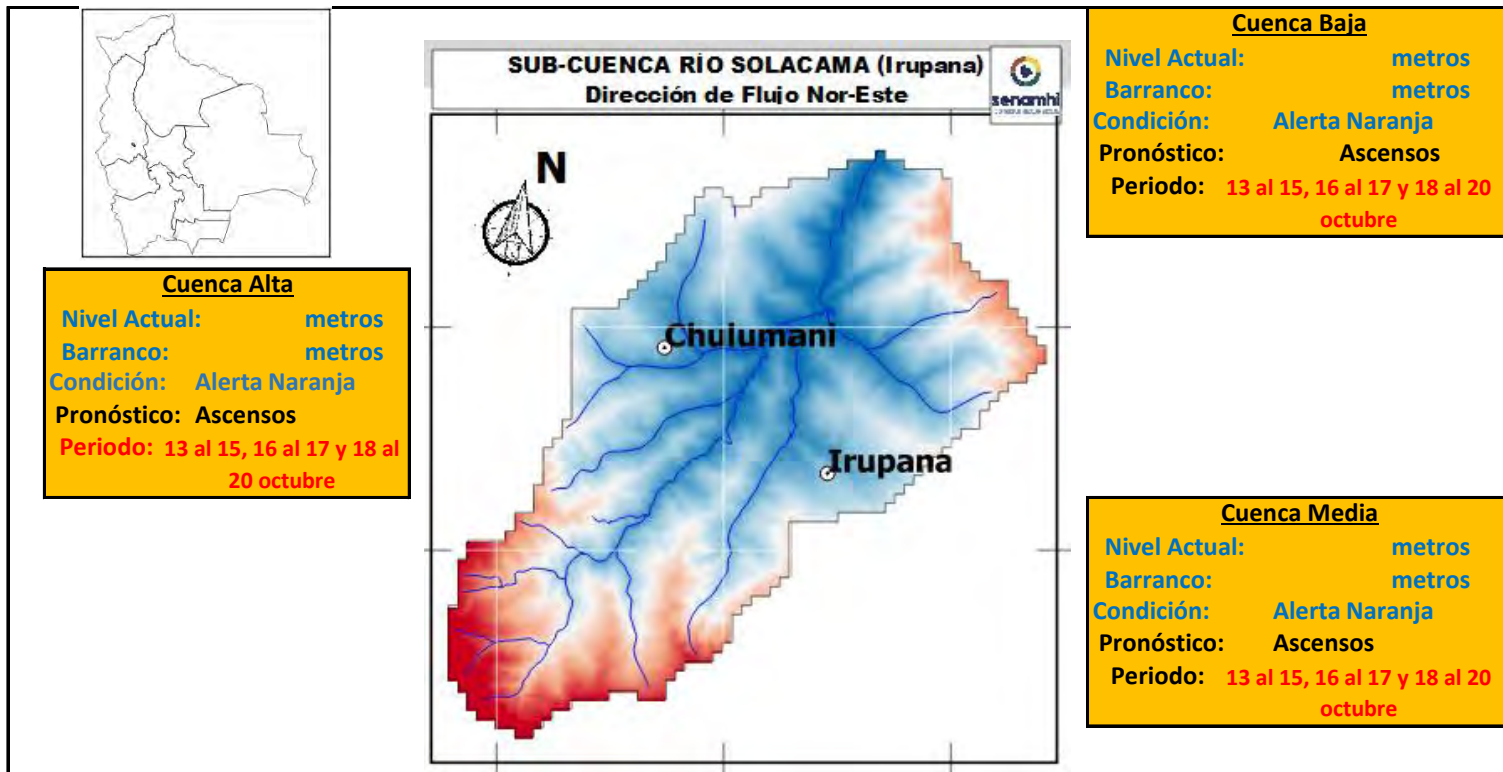 SUB-CUENCA RÍO SOLACAMA (Irupana)
Dirección de Flujo Nor-Este
senamhi
N
Chulumani
Irupana
Cuenca Alta
Nivel Actual: metros
Barranco: metros
Condición: Alerta Naranja
Pronóstico: Ascensos
Periodo: 13 al 15, 16 al 17 y 18 al
20 octubre
Cuenca Baja
Nivel Actual: metros
Barranco: metros
Condición: Alerta Naranja
Pronóstico: Ascensos
Periodo: 13 al 15, 16 al 17 y 18 al 20
octubre
Cuenca Media
Nivel Actual: metros
Barranco: metros
Condición: Alerta Naranja
Pronóstico: Ascensos
Periodo: 13 al 15, 16 al 17 y 18 al 20
octubre